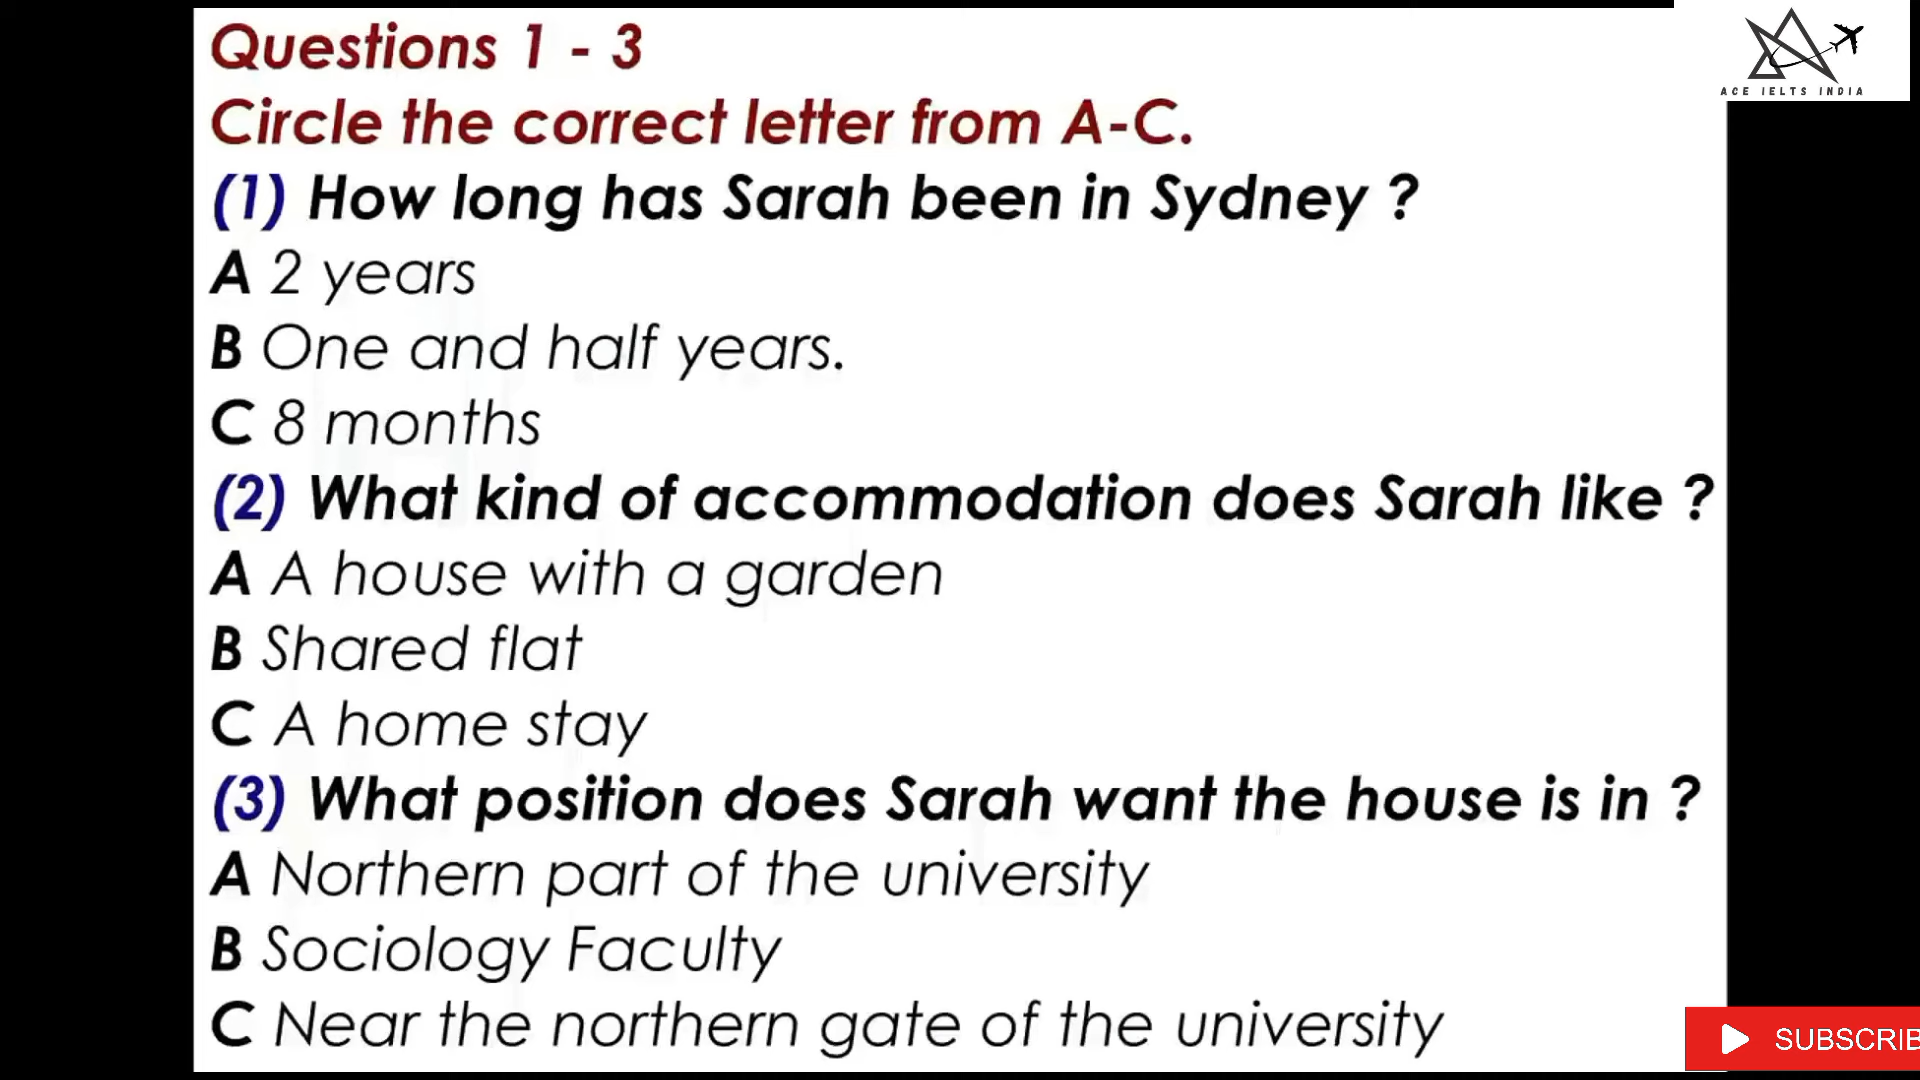 Questions 1 - 3
Circle the correct letter from A-C.
(1) How long has Sarah been in Sydney ?
A 2 years
B One and half years.
C 8 months
(2) What kind of accommodation does Sarah like ?
A A house with a garden
B Shared flat
C A home stay
(3) What position does Sarah want the house is in ?
A Northern part of the university
B Sociology Faculty
C Near the northern gate of the university
ACE IELTS INDIA
SUBSCRIB